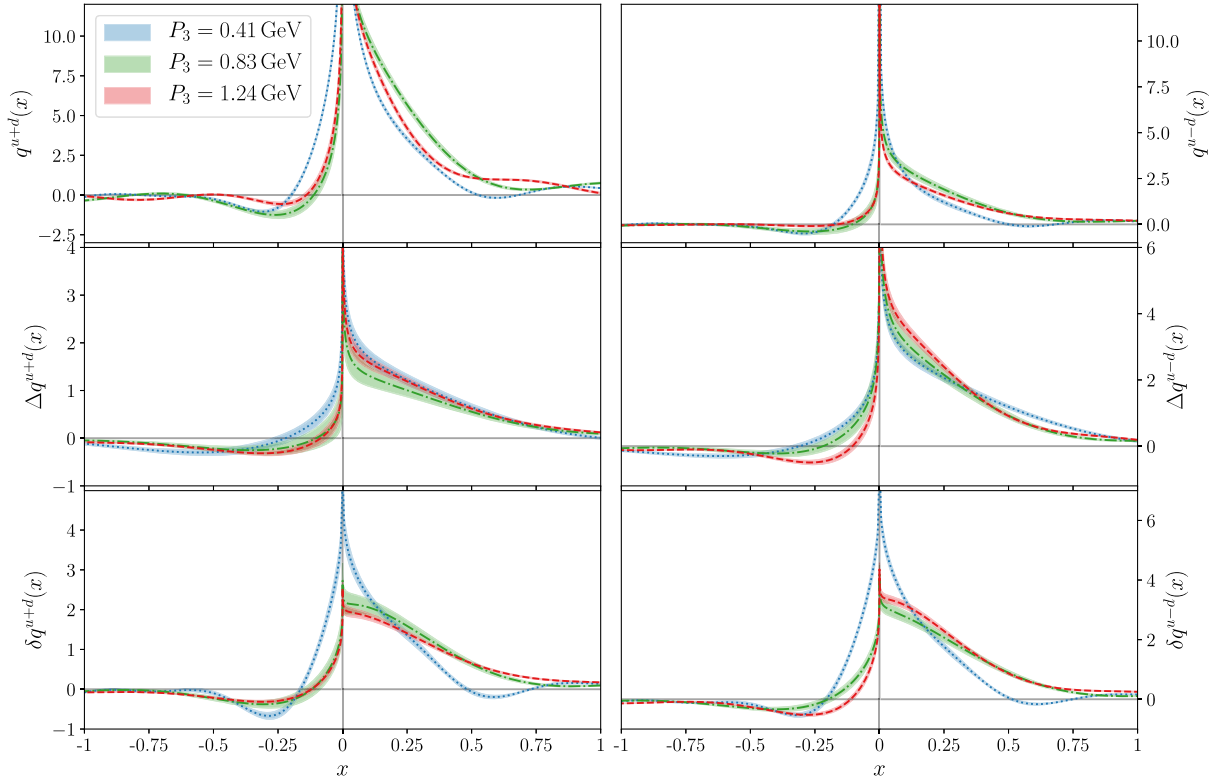 P₃ = 0.41 GeV
P₃ = 0.83 GeV
P₃ = 1.24 GeV
q^{u+d}(x)
10.0
7.5
5.0
2.5
0.0
−2.5
q^{u−d}(x)
10.0
7.5
5.0
2.5
0.0
Δq^{u+d}(x)
4
3
2
1
0
−1
Δq^{u−d}(x)
6
4
2
0
δq^{u+d}(x)
4
3
2
1
0
−1
δq^{u−d}(x)
6
4
2
0
-1 -0.75 -0.5 -0.25 0 0.25 0.5 0.75 1
x
-1 -0.75 -0.5 -0.25 0 0.25 0.5 0.75 1
x